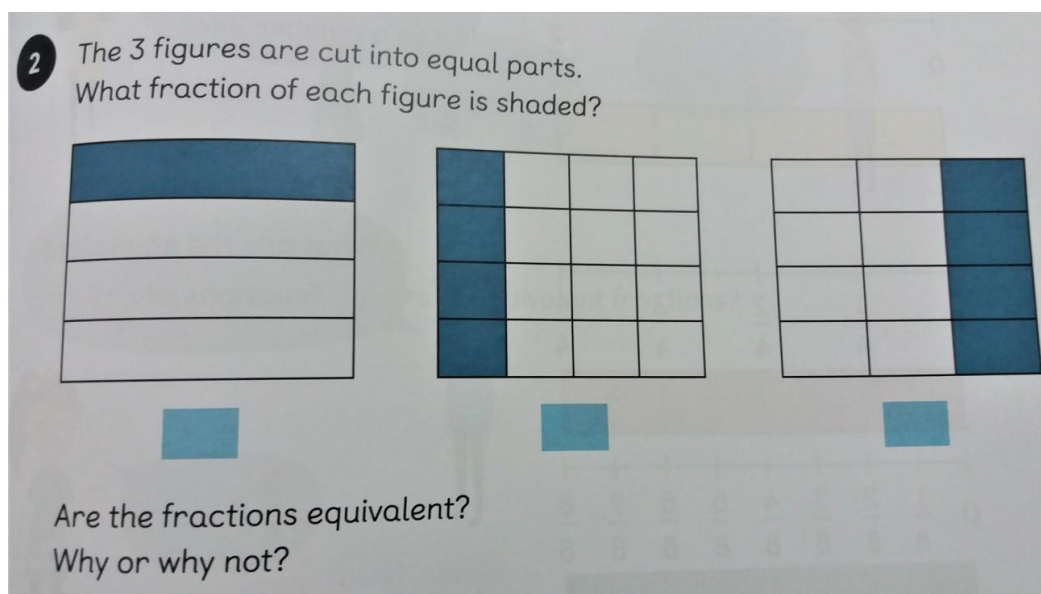 2
The 3 figures are cut into equal parts.
What fraction of each figure is shaded?
Are the fractions equivalent?
Why or why not?